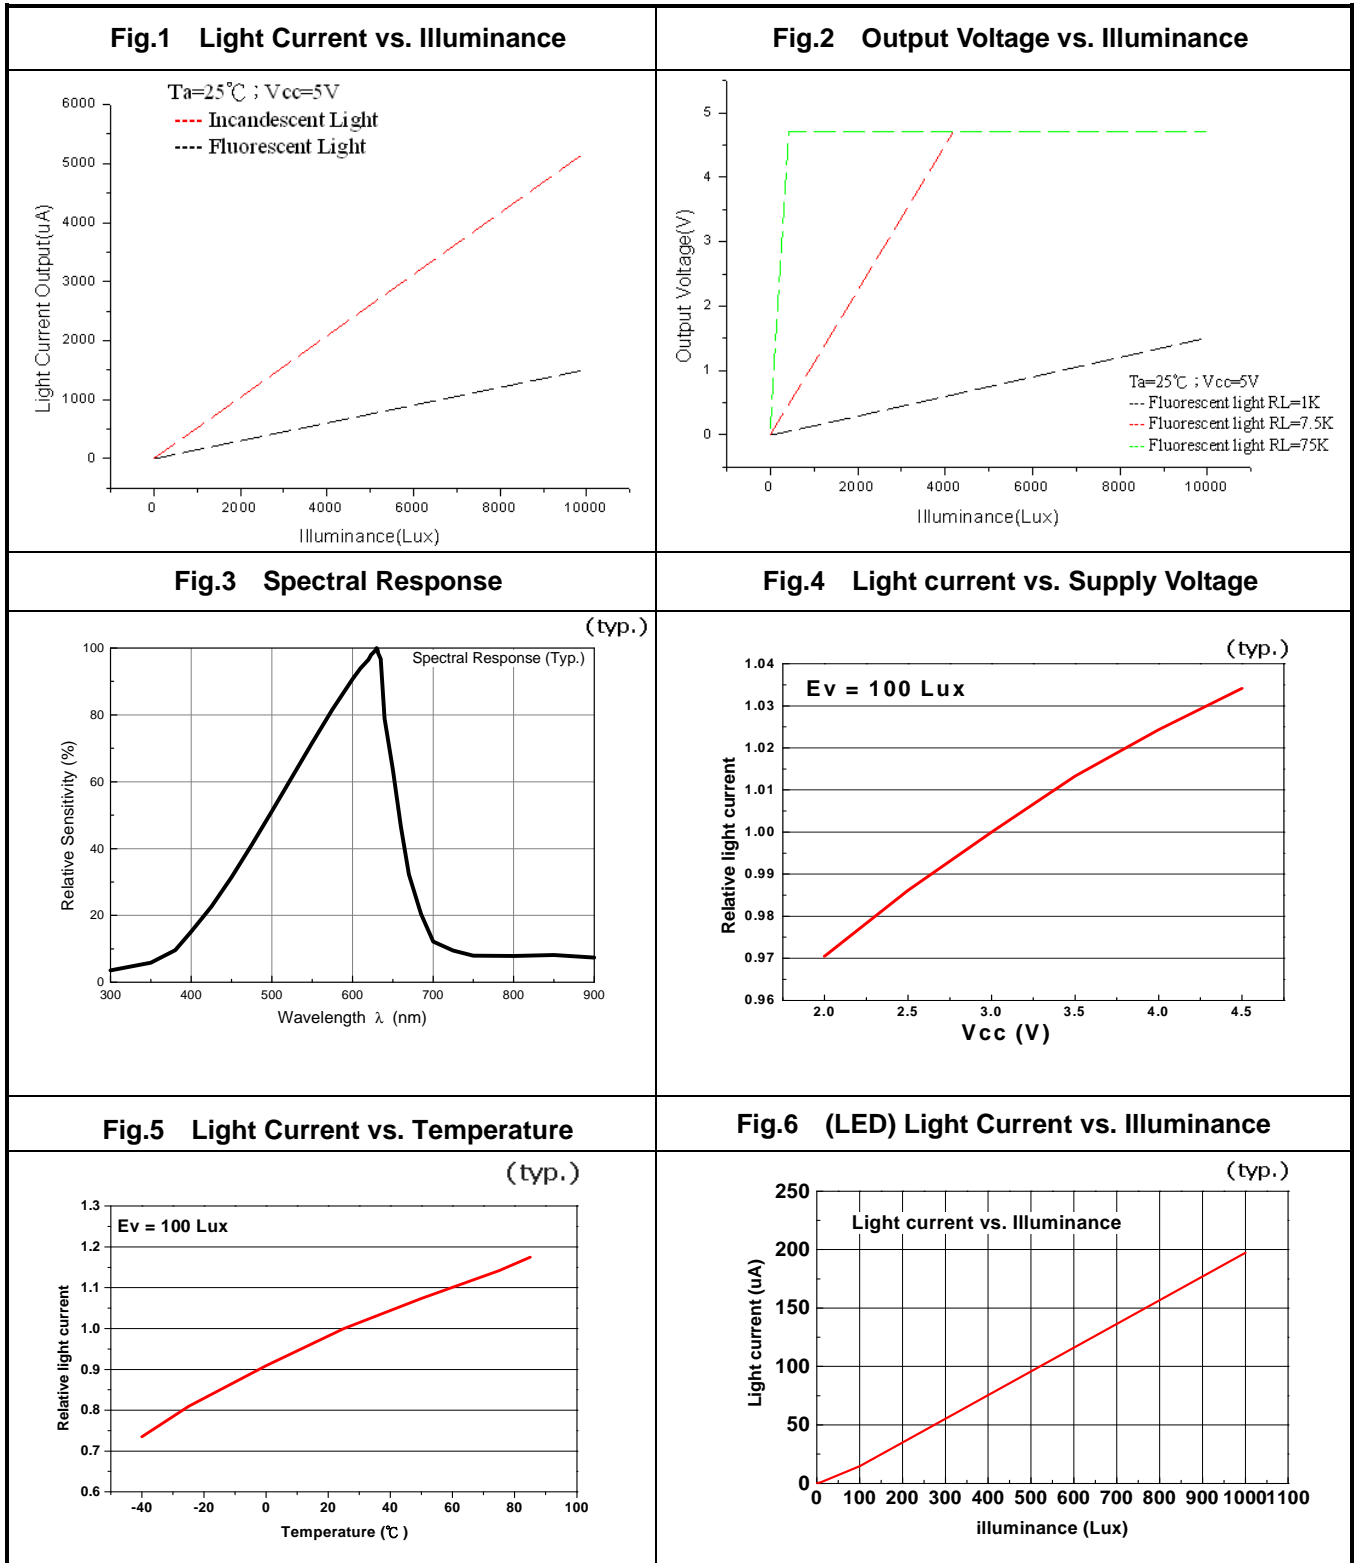 Fig.1 Light Current vs. Illuminance
Ta=25℃ ; Vcc=5V
---- Incandescent Light
---- Fluorescent Light
Light Current Output(uA)
6000
5000
4000
3000
2000
1000
0
0 2000 4000 6000 8000 10000
Illuminance(Lux)
Fig.2 Output Voltage vs. Illuminance
Output Voltage(V)
5
4
3
2
1
0
Ta=25℃ ; Vcc=5V
--- Fluorescent light RL=1K
--- Fluorescent light RL=7.5K
--- Fluorescent light RL=75K
0 2000 4000 6000 8000 10000
Illuminance(Lux)
Fig.3 Spectral Response
(typ.)
Spectral Response (Typ.)
Relative Sensitivity (%)
100
80
60
40
20
0
300 400 500 600 700 800 900
Wavelength λ (nm)
Fig.4 Light current vs. Supply Voltage
(typ.)
Ev = 100 Lux
Relative light current
1.04
1.03
1.02
1.01
1.00
0.99
0.98
0.97
0.96
2.0 2.5 3.0 3.5 4.0 4.5
Vcc (V)
Fig.5 Light Current vs. Temperature
(typ.)
Ev = 100 Lux
Relative light current
1.3
1.2
1.1
1.0
0.9
0.8
0.7
0.6
-40 -20 0 20 40 60 80 100
Temperature (℃)
Fig.6 (LED) Light Current vs. Illuminance
(typ.)
Light current vs. Illuminance
Light current (uA)
250
200
150
100
50
0
0 100 200 300 400 500 600 700 800 900 1000 1100
illuminance (Lux)